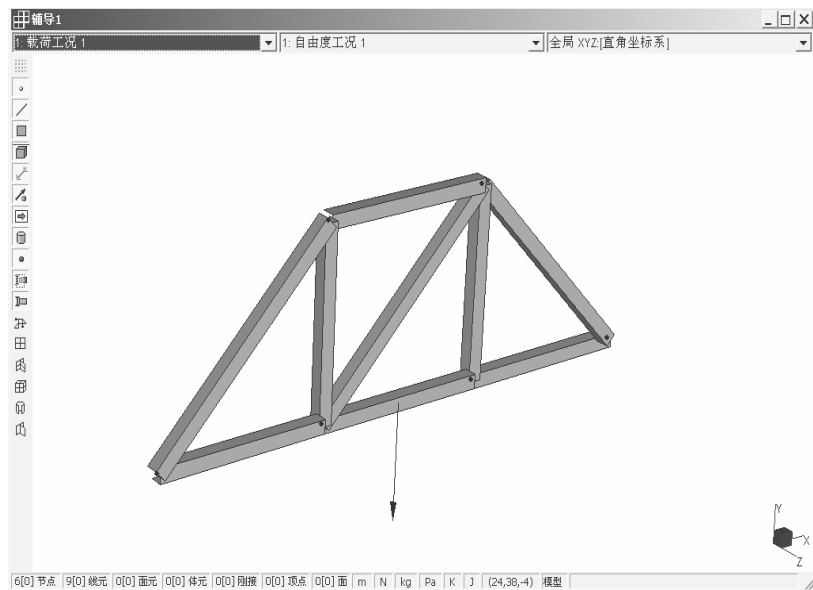 辅导1
1: 载荷工况 1 1: 自由度工况 1 全局 XYZ:[直角坐标系]
Y
X
Z
6[0] 节点 9[0] 线元 0[0] 面元 0[0] 体元 0[0] 刚接 0[0] 顶点 0[0] 面 m N kg Pa K J (24,38,-4) 模型